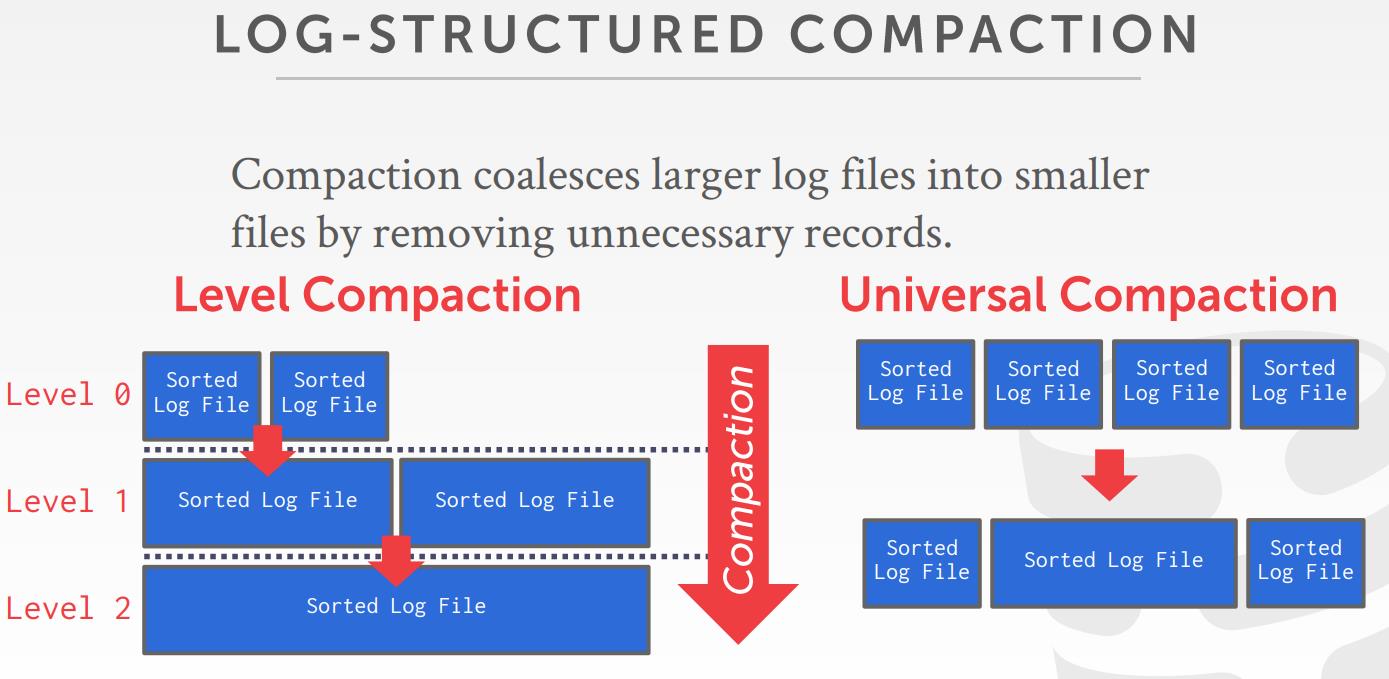 LOG-STRUCTURED COMPACTION
Compaction coalesces larger log files into smaller
files by removing unnecessary records.
Level Compaction
Level 0
Sorted
Log File
Sorted
Log File
Level 1
Sorted Log File
Sorted Log File
Level 2
Sorted Log File
Compaction
Universal Compaction
Sorted
Log File
Sorted
Log File
Sorted
Log File
Sorted
Log File
Sorted
Log File
Sorted Log File
Sorted
Log File